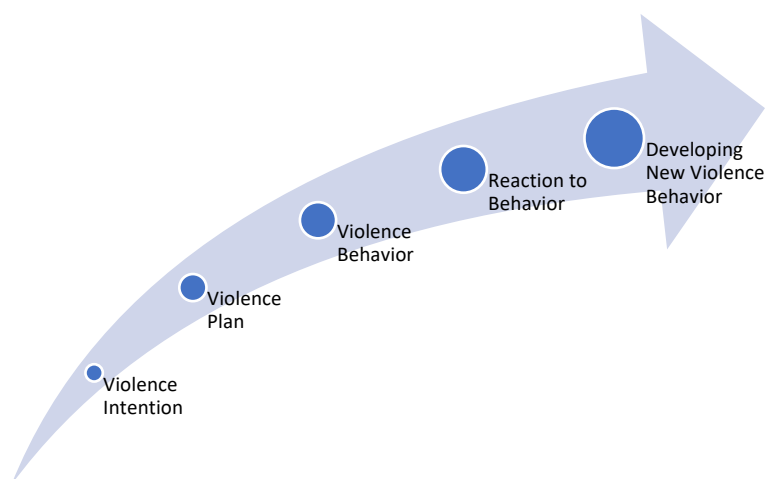 Violence
Intention
Violence
Plan
Violence
Behavior
Reaction to
Behavior
Developing
New Violence
Behavior